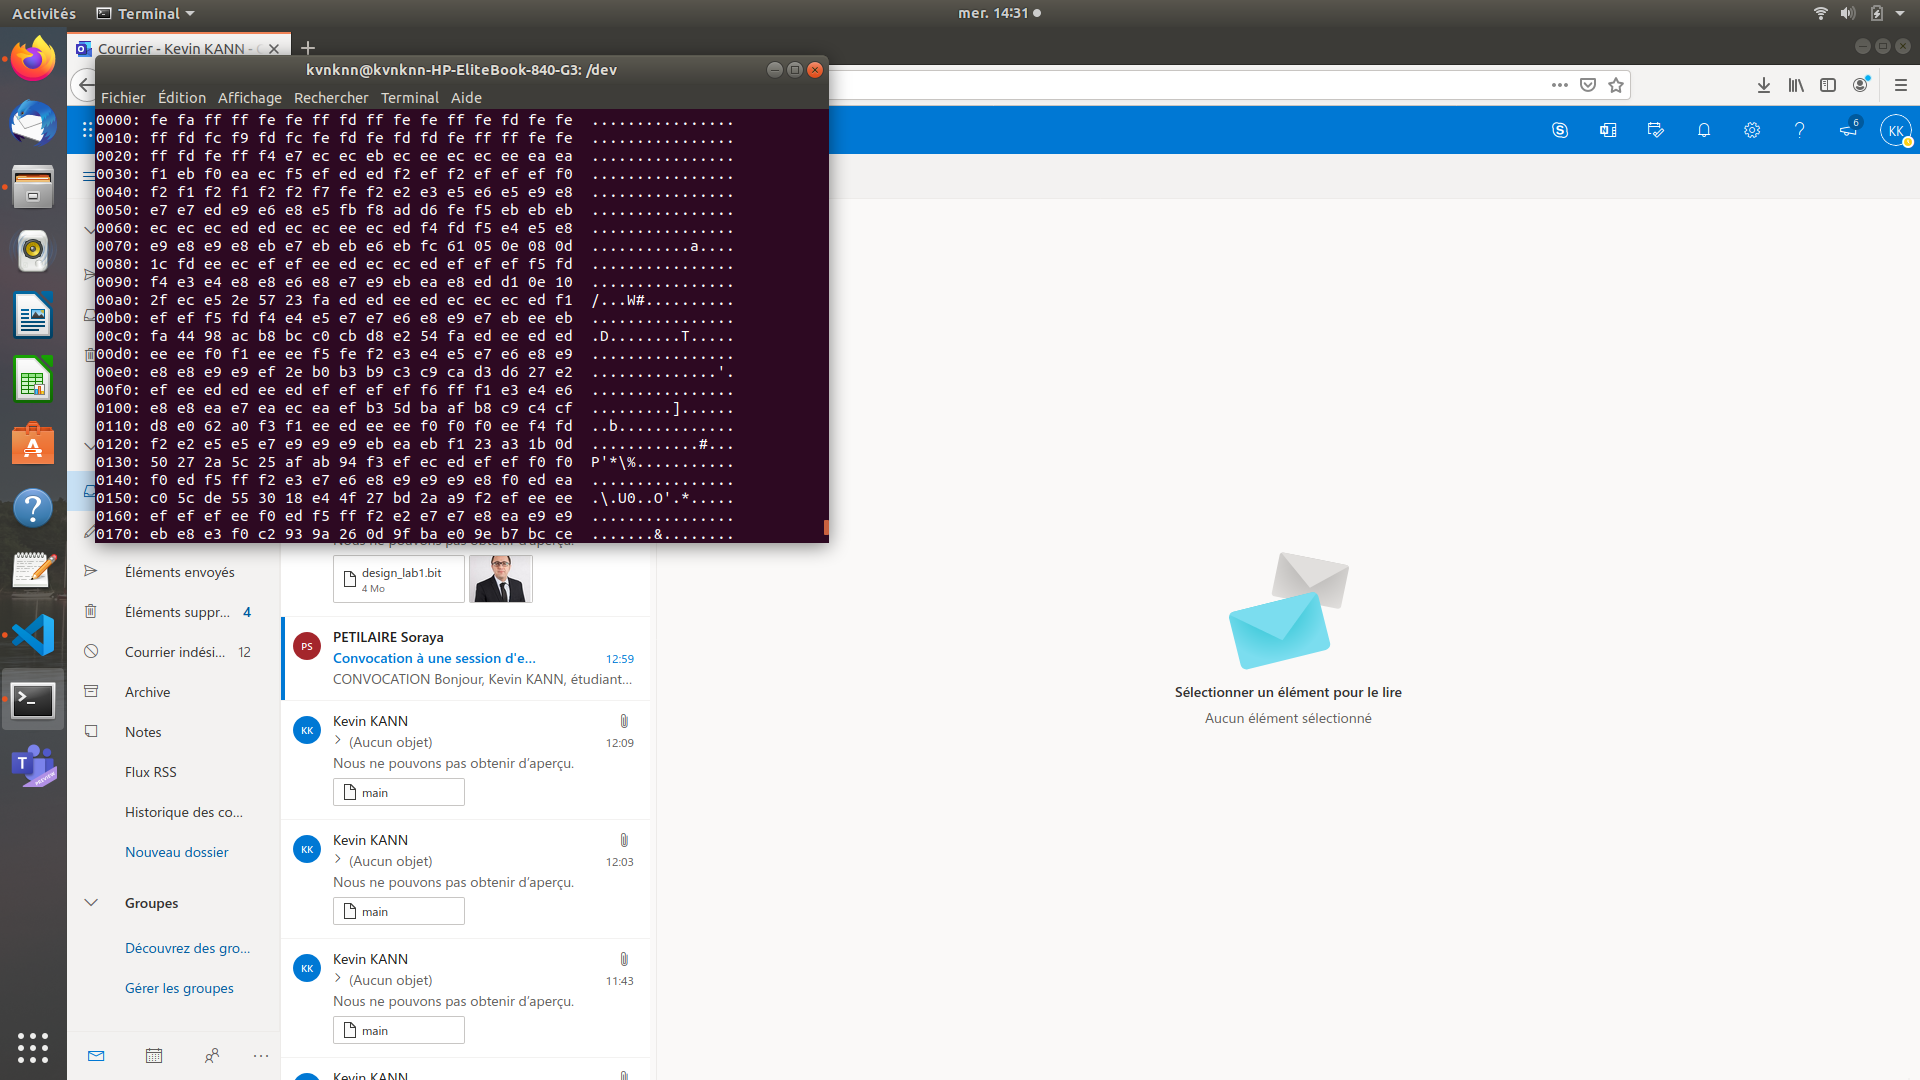 Activités
Terminal
mer. 14:31
Courrier - Kevin KANN -
kvnknn@kvnknn-HP-EliteBook-840-G3: /dev
Fichier Édition Affichage Rechercher Terminal Aide
0000: fe fa ff ff fe fe ff fd ff fe fe ff fe fd fe fe ................
0010: ff fd fc f9 fd fc fe fd fe fd fd fe ff ff fe fe ................
0020: ff fd fe ff f4 e7 ec ec eb ec ee ec ec ee ea ea ................
0030: f1 eb f0 ea ec f5 ef ed ed f2 ef f2 ef ef ef f0 ................
0040: f2 f1 f2 f1 f2 f2 f7 fe f2 e2 e3 e5 e6 e5 e9 e8 ................
0050: e7 e7 ed e9 e6 e8 e5 fb f8 ad d6 fe f5 eb eb eb ................
0060: ec ec ec ed ed ec ec ee ec ed f4 fd f5 e4 e5 e8 ................
0070: e9 e8 e9 e8 eb e7 eb eb e6 eb fc 61 05 0e 08 0d ...........a....
0080: 1c fd ee ec ef ef ee ed ec ec ed ef ef ef f5 fd ................
0090: f4 e3 e4 e8 e8 e6 e8 e7 e9 eb ea e8 ed d1 0e 10 ................
00a0: 2f ec e5 2e 57 23 fa ed ed ee ed ec ec ec ed f1 /...W#..........
00b0: ef ef f5 fd f4 e4 e5 e7 e7 e6 e8 e9 e7 eb ee eb ................
00c0: fa 44 98 ac b8 bc c0 cb d8 e2 54 fa ed ee ed ed .D........T.....
00d0: ee ee f0 f1 ee ee f5 fe f2 e3 e4 e5 e7 e6 e8 e9 ................
00e0: e8 e8 e9 e9 ef 2e b0 b3 b9 c3 c9 ca d3 d6 27 e2 ..............'.
00f0: ef ee ed ed ee ed ef ef ef ef f6 ff f1 e3 e4 e6 ................
0100: e8 e8 ea e7 ea ec ea ef b3 5d ba af b8 c9 c4 cf .........]......
0110: d8 e0 62 a0 f3 f1 ee ed ee ee f0 f0 f0 ee f4 fd ..b.............
0120: f2 e2 e5 e5 e7 e9 e9 e9 eb ea eb f1 23 a3 1b 0d ............#...
0130: 50 27 2a 5c 25 af ab 94 f3 ef ec ed ef ef f0 f0 P'*\%...........
0140: f0 ed f5 ff f2 e3 e7 e6 e8 e9 e9 e9 e8 f0 ed ea ................
0150: c0 5c de 55 30 18 e4 4f 27 bd 2a a9 f2 ef ee ee .\.U0..O'.*.....
0160: ef ef ef ee f0 ed f5 ff f2 e2 e7 e7 e8 ea e9 e9 ................
0170: eb e8 e3 f0 c2 93 9a 26 0d 9f ba e0 9e b7 bc ce .......&........
6
KK
Éléments envoyés
Éléments suppr... 4
Courrier indési... 12
Archive
Notes
Flux RSS
Historique des co...
Nouveau dossier
Groupes
Découvrez des gro...
Gérer les groupes
design_lab1.bit
4 Mo
PS
PETILAIRE Soraya
Convocation à une session d'e... 12:59
CONVOCATION Bonjour, Kevin KANN, étudiant...
KK
Kevin KANN
(Aucun objet) 12:09
Nous ne pouvons pas obtenir d'aperçu.
main
KK
Kevin KANN
(Aucun objet) 12:03
Nous ne pouvons pas obtenir d'aperçu.
main
KK
Kevin KANN
(Aucun objet) 11:43
Nous ne pouvons pas obtenir d'aperçu.
main
Kevin KANN
Sélectionner un élément pour le lire
Aucun élément sélectionné